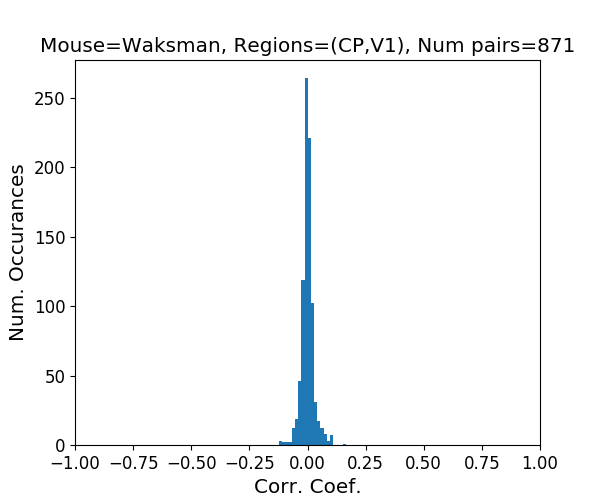 Mouse=Waksman, Regions=(CP,V1), Num pairs=871
Num. Occurances
250
200
150
100
50
0
−1.00 −0.75 −0.50 −0.25 0.00 0.25 0.50 0.75 1.00
Corr. Coef.